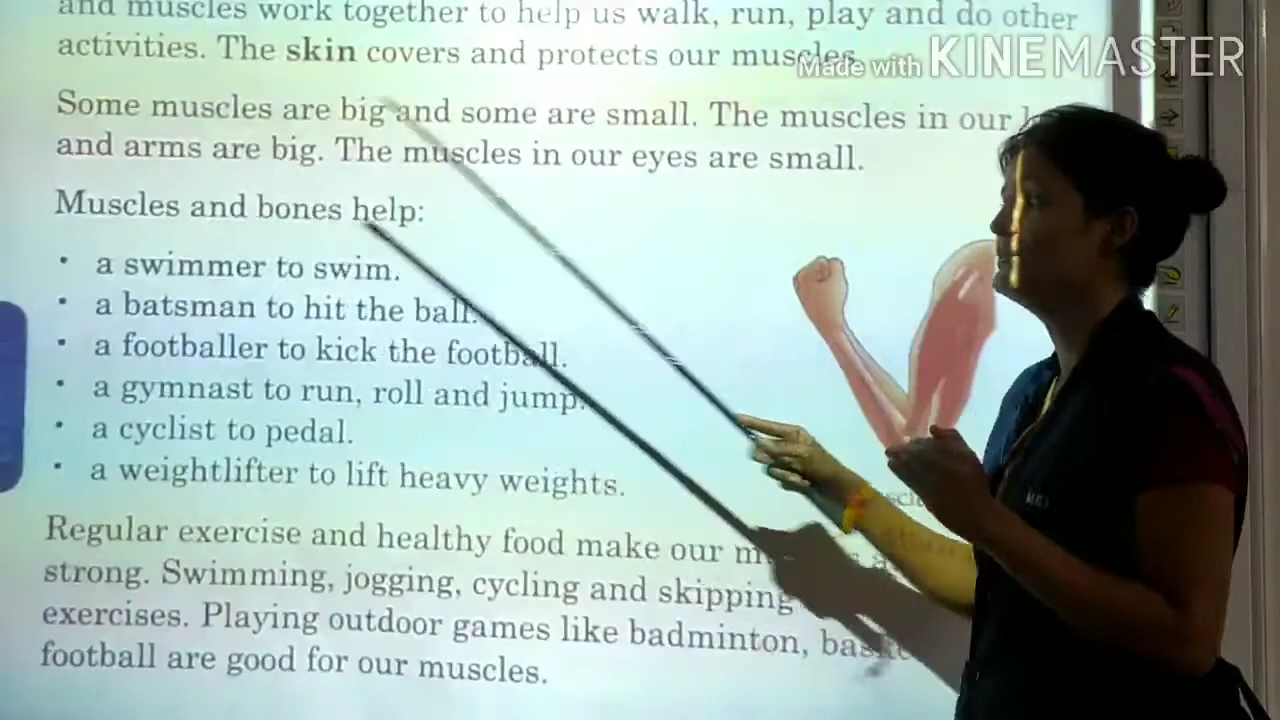 and muscles work together to help us walk, run, play and do other
activities. The skin covers and protects our muscles.
Made with KINEMASTER
Some muscles are big and some are small. The muscles in our
and arms are big. The muscles in our eyes are small.
Muscles and bones help:
• a swimmer to swim.
• a batsman to hit the ball.
• a footballer to kick the football.
• a gymnast to run, roll and jump.
• a cyclist to pedal.
• a weightlifter to lift heavy weights.
Regular exercise and healthy food make our
strong. Swimming, jogging, cycling and skipping
exercises. Playing outdoor games like badminton,
football are good for our muscles.